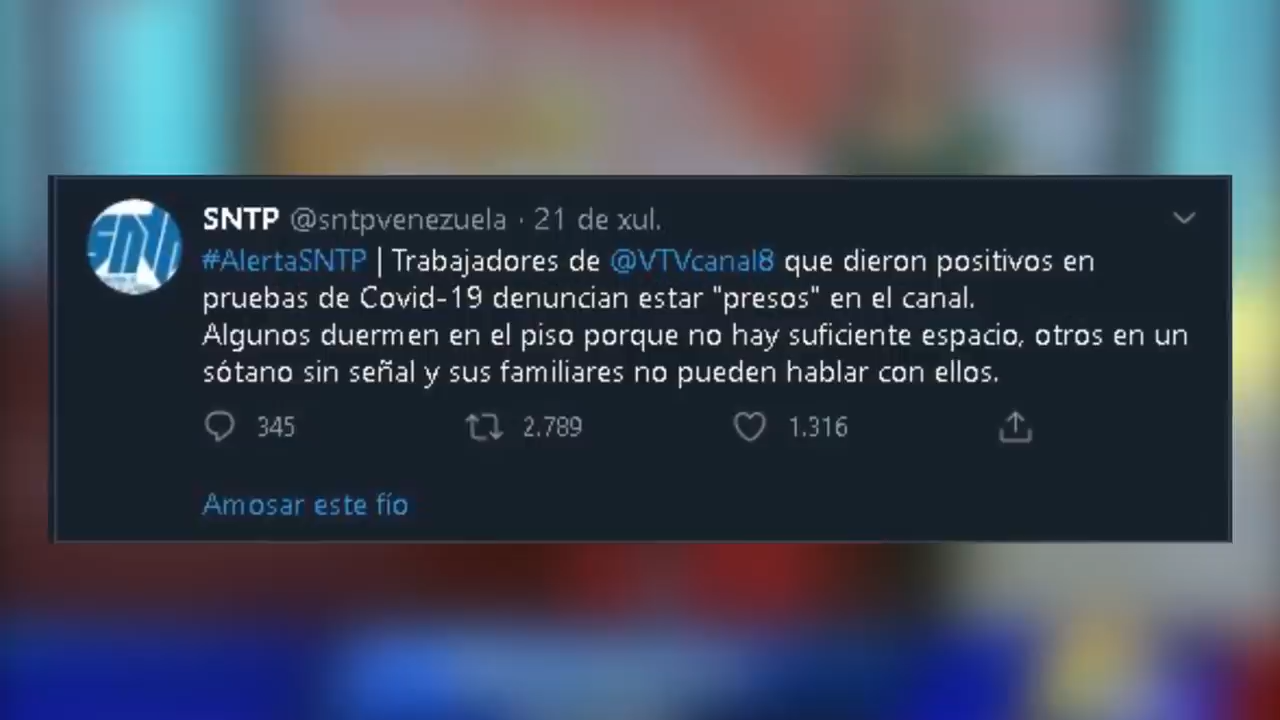 SNTP @sntpvenezuela · 21 de xul.
#AlertaSNTP | Trabajadores de @VTVcanal8 que dieron positivos en
pruebas de Covid-19 denuncian estar "presos" en el canal.
Algunos duermen en el piso porque no hay suficiente espacio, otros en un
sótano sin señal y sus familiares no pueden hablar con ellos.
345 2.789 1.316
Amosar este fío